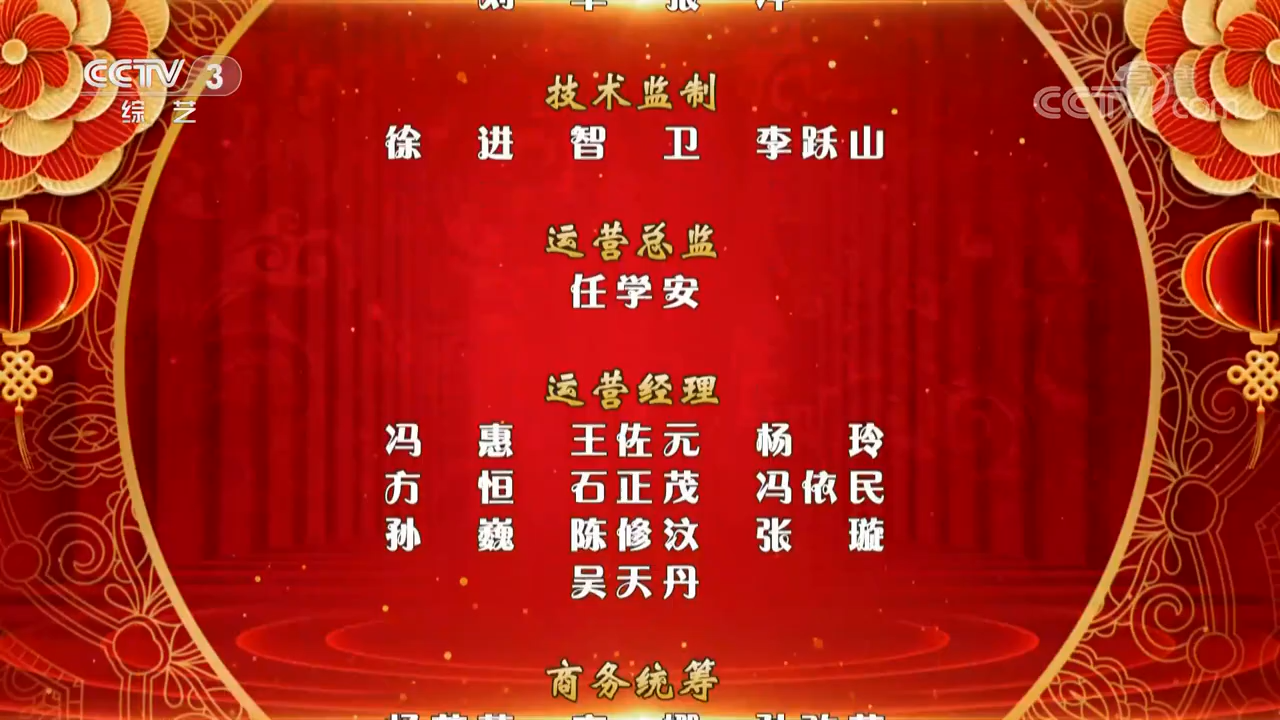 CCTV 3
综艺
高清
CCTV.com
技术监制
徐 进 智 卫 李跃山
运营总监
任学安
运营经理
冯 惠 王佐元 杨 玲
方 恒 石正茂 冯依民
孙 巍 陈修汶 张 璇
吴天丹
商务统筹